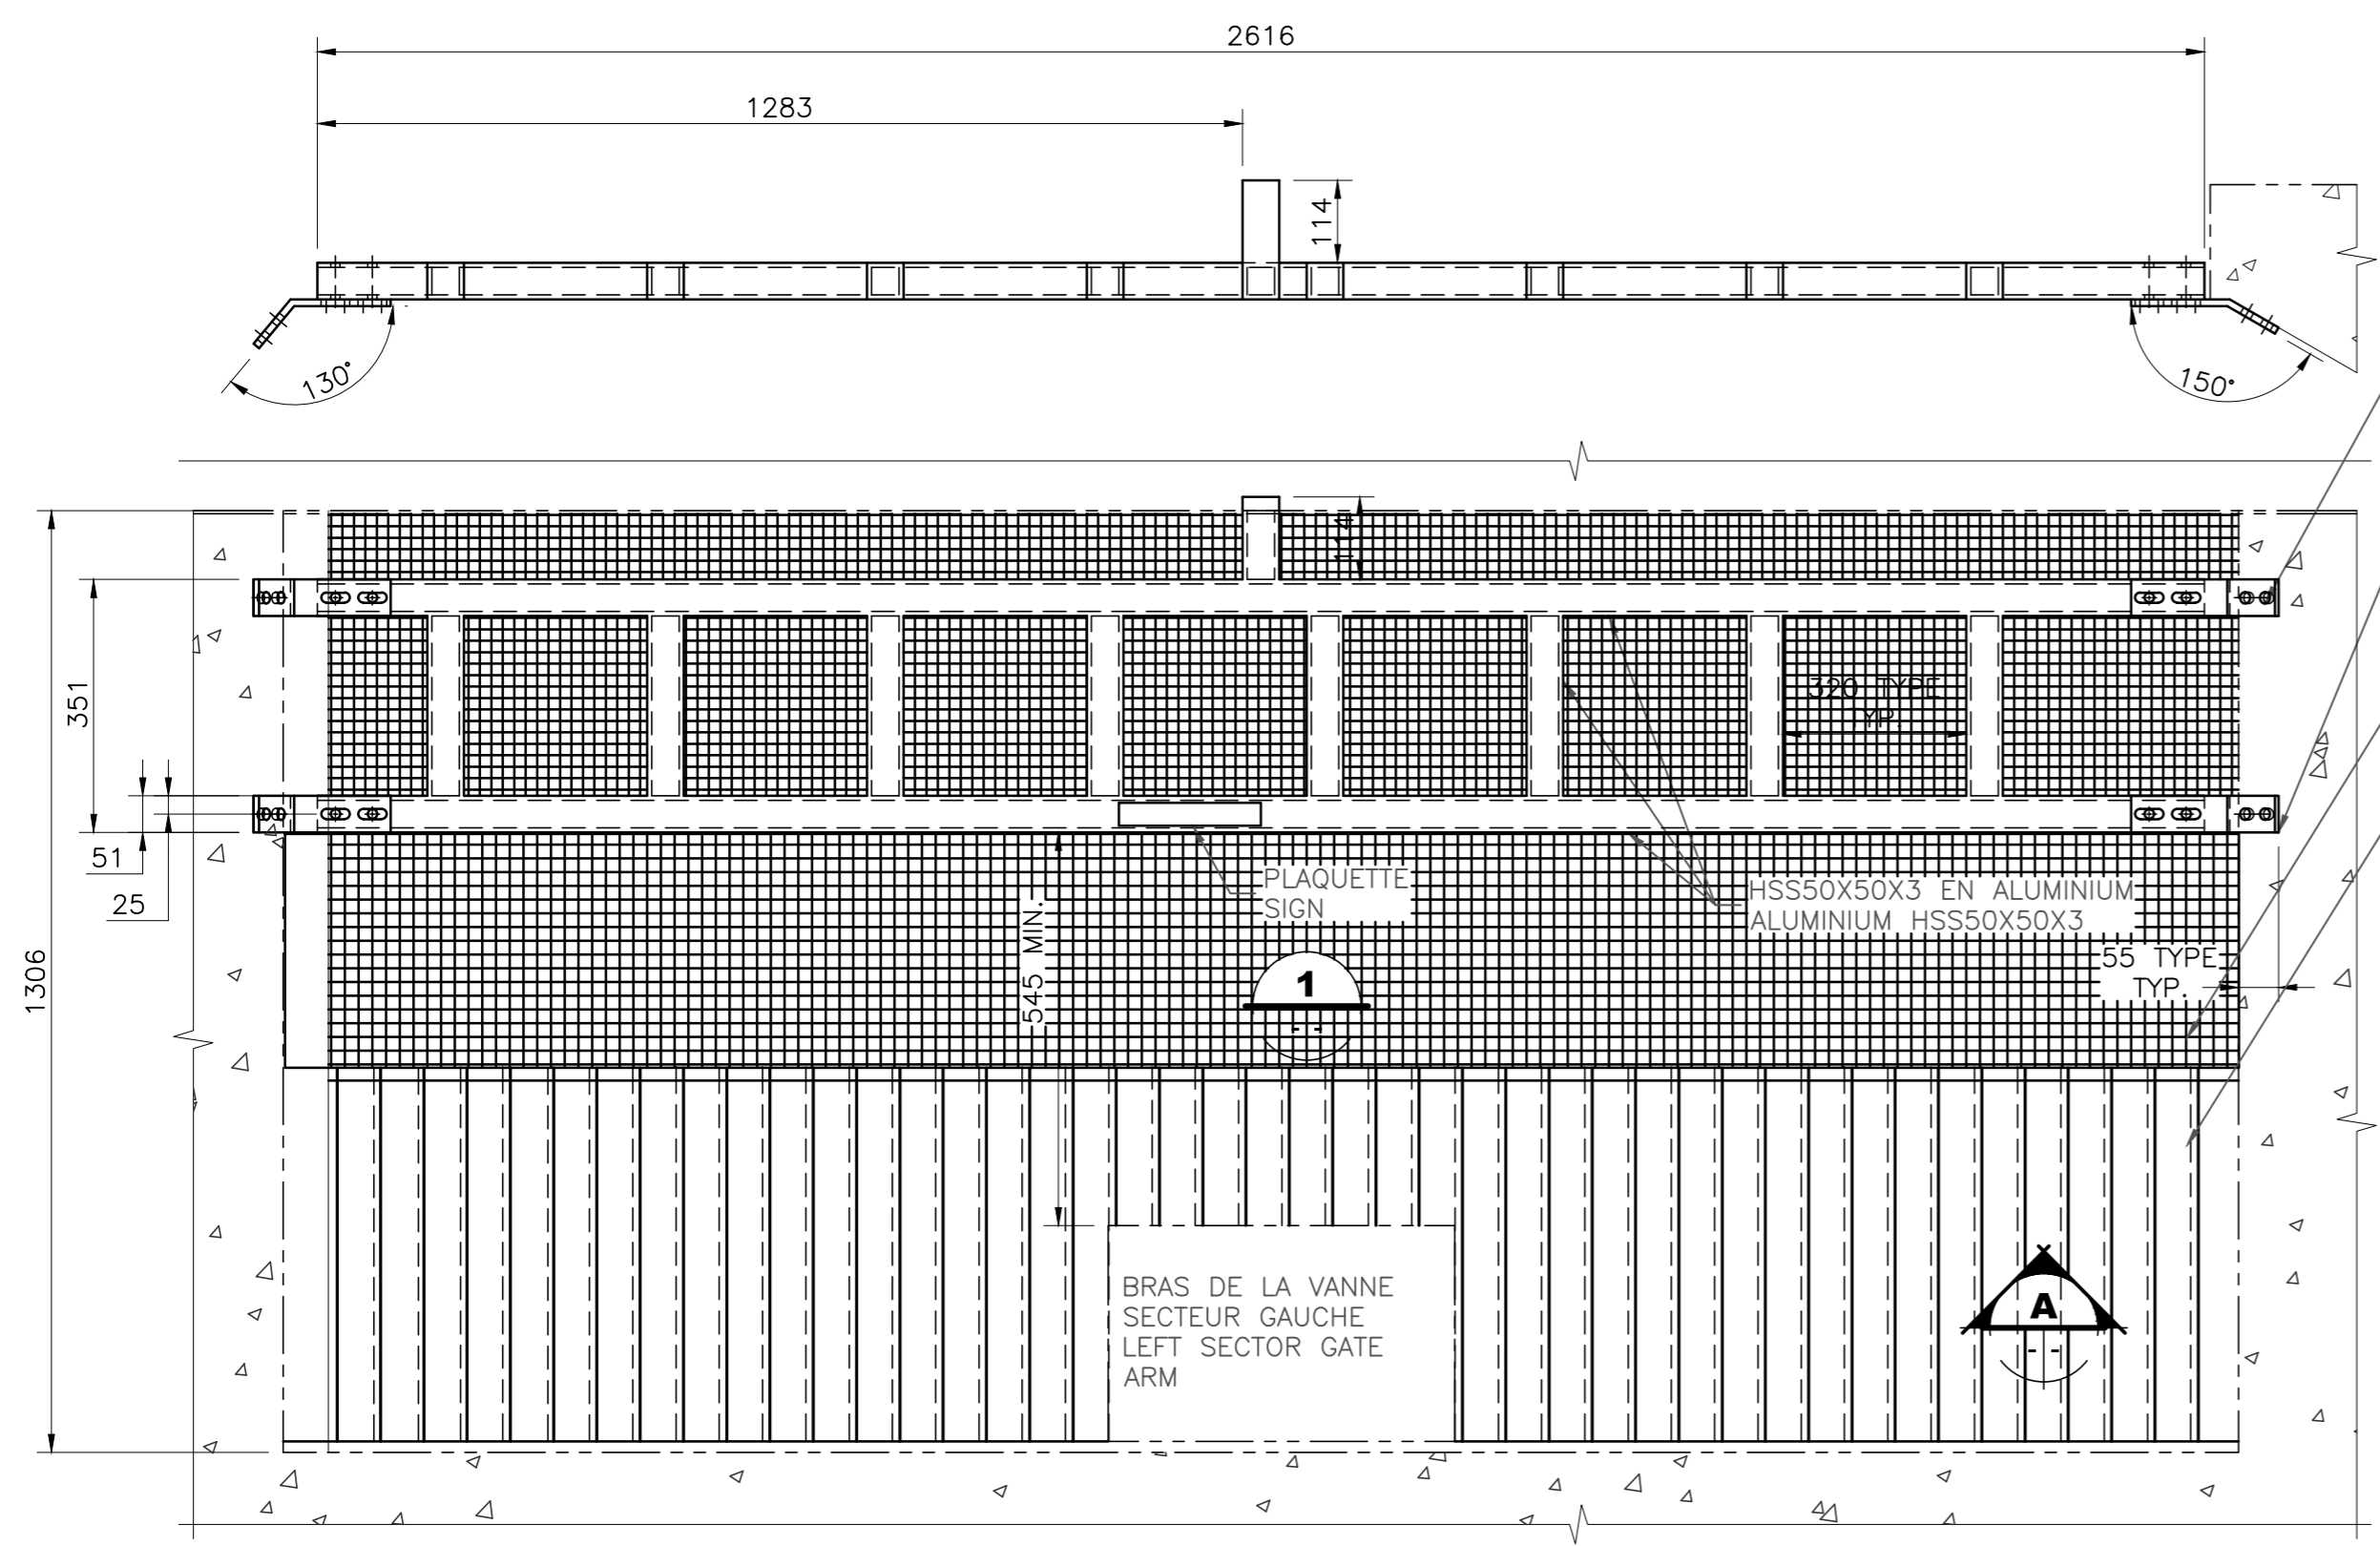 2616
1283
114
130°
150°
114
351
320 TYPE
TYP.
51
25
1306
PLAQUETTE
SIGN
HSS50X50X3 EN ALUMINIUM
ALUMINIUM HSS50X50X3
545 MIN.
55 TYPE
TYP.
1
--
BRAS DE LA VANNE
SECTEUR GAUCHE
LEFT SECTOR GATE
ARM
A
--